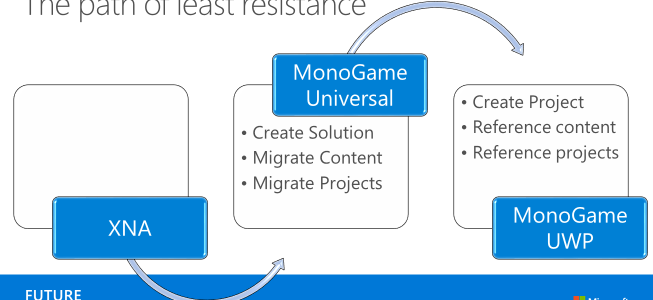 The path of least resistance
XNA
MonoGame
Universal
• Create Solution
• Migrate Content
• Migrate Projects
• Create Project
• Reference content
• Reference projects
MonoGame
UWP
FUTURE
Microsoft